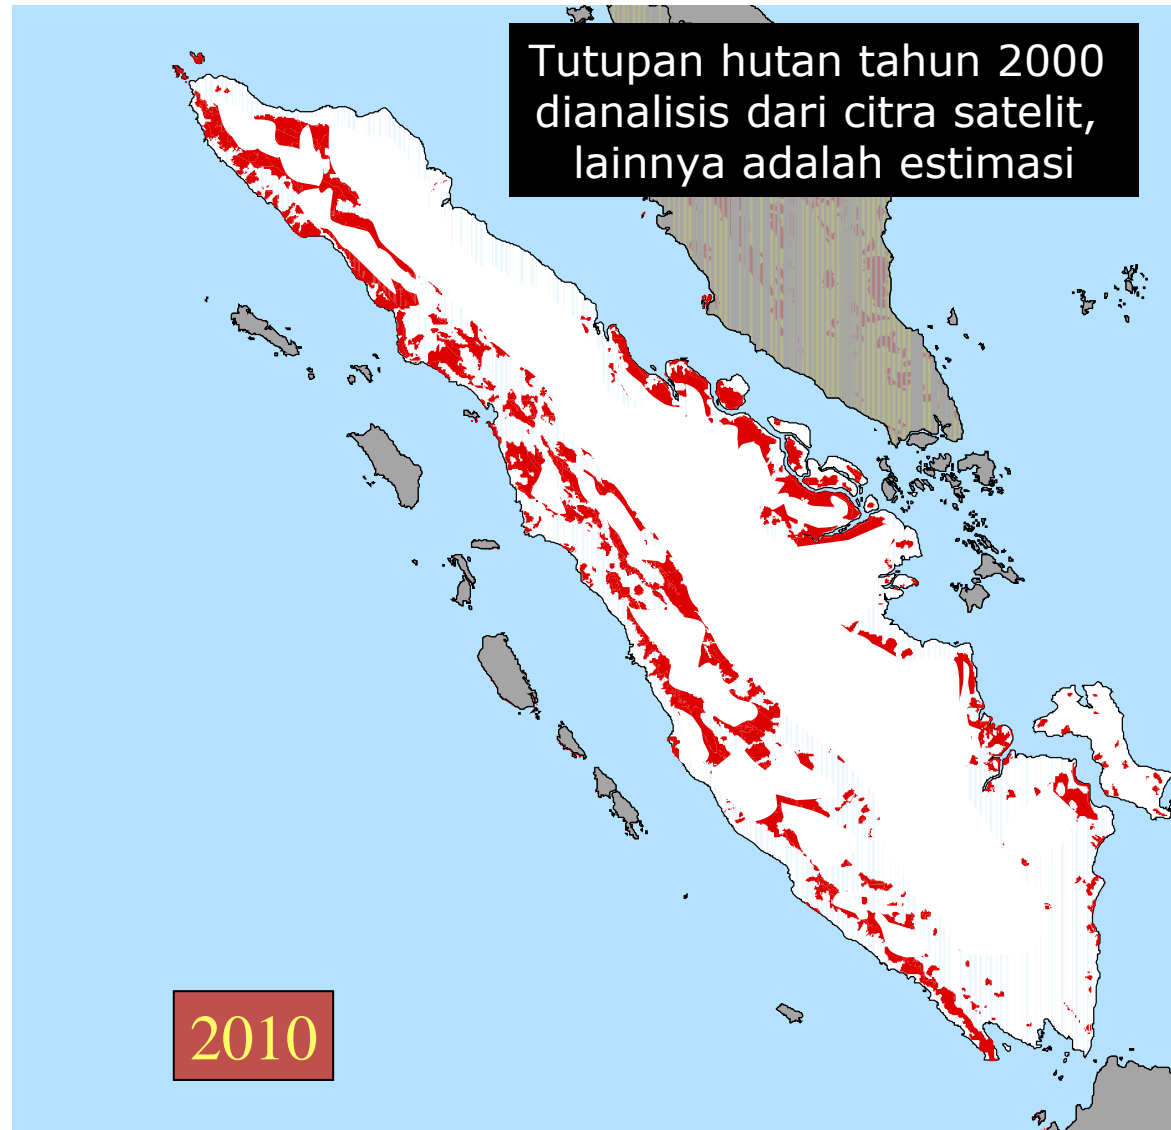 Tutupan hutan tahun 2000
dianalisis dari citra satelit,
lainnya adalah estimasi
2010